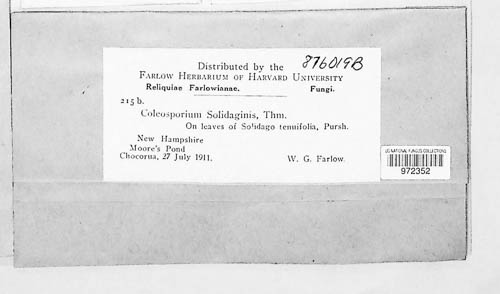 Distributed by the 876019B
FARLOW HERBARIUM OF HARVARD UNIVERSITY
Reliquiae Farlowianae. Fungi.
215 b.
Coleosporium Solidaginis, Thm.
On leaves of Solidago tenuifolia, Pursh.
New Hampshire
Moore's Pond
Chocorua, 27 July 1911. W. G. Farlow.
US NATIONAL FUNGUS COLLECTIONS
972352